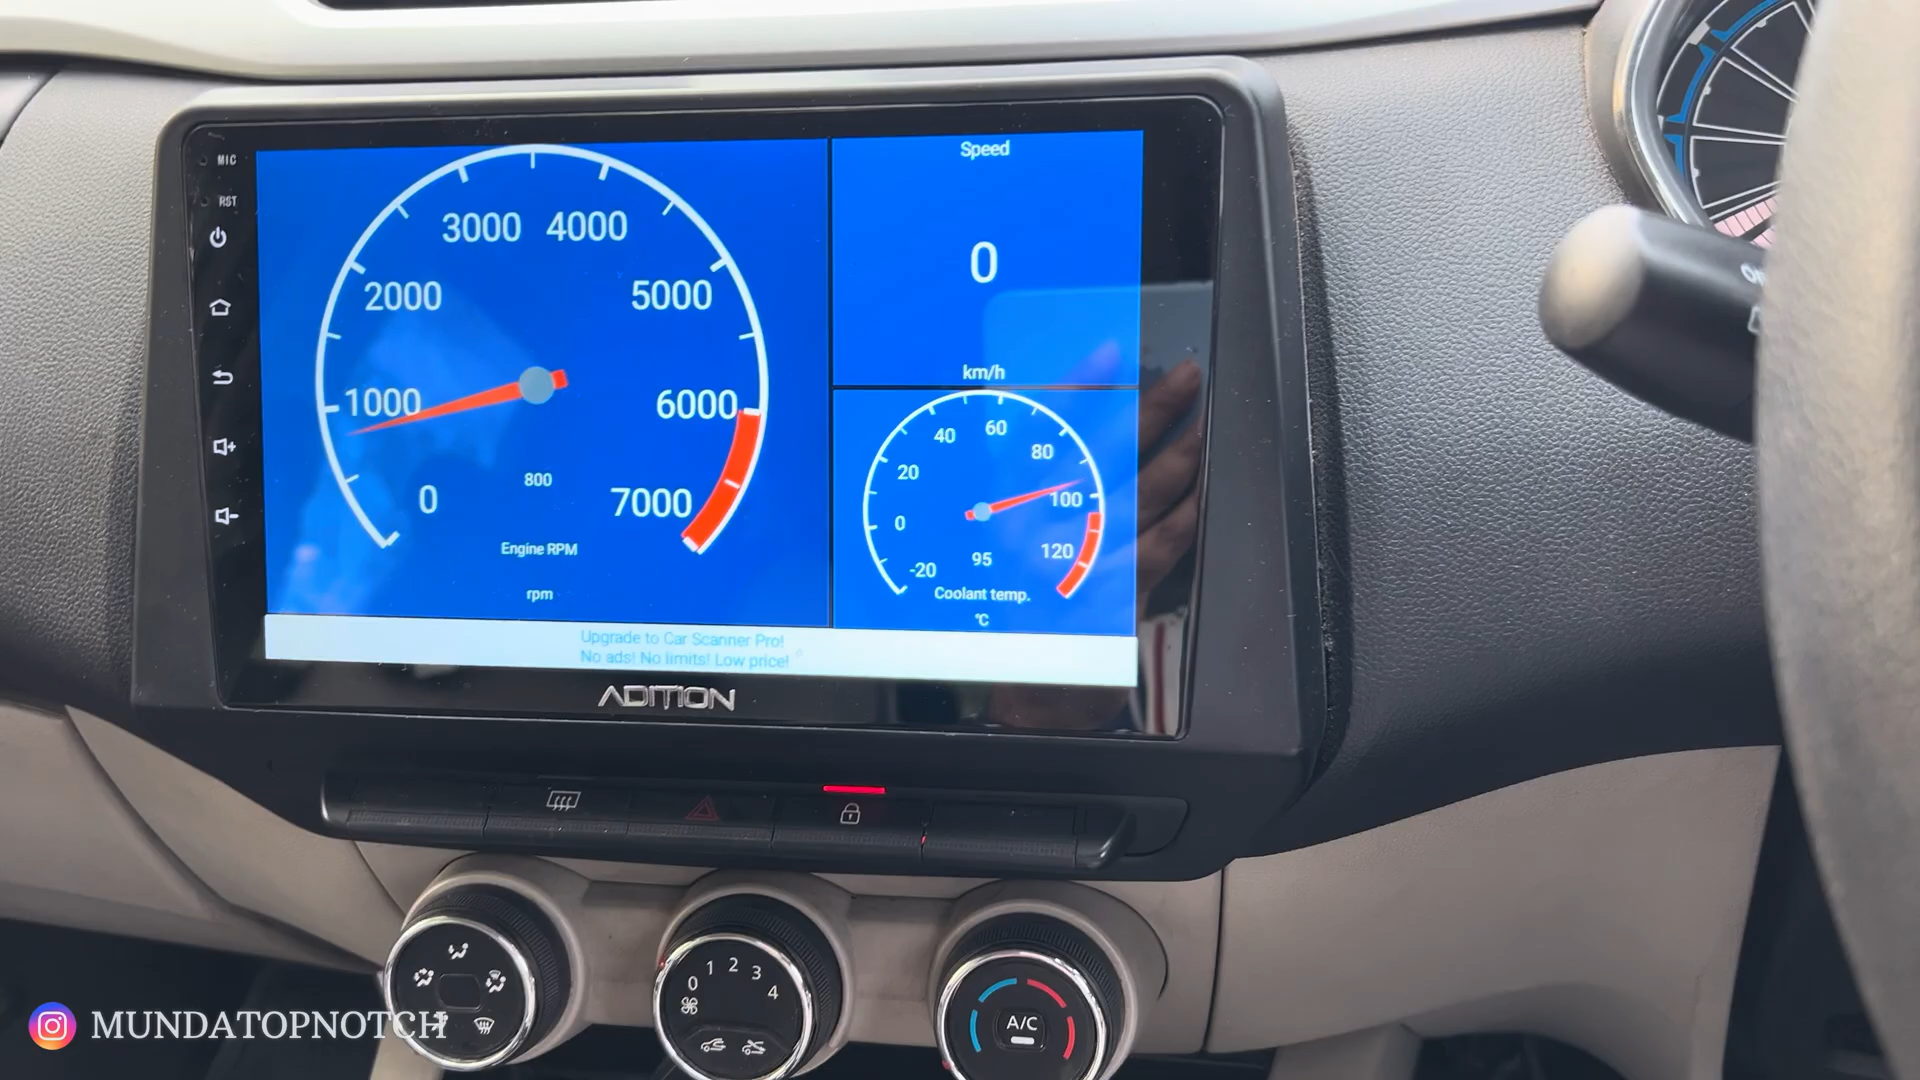 MIC
RST
3000 4000
2000
5000
1000
6000
0
7000
800
Engine RPM
rpm
Speed
0
km/h
60
40
80
20
100
0
120
95
-20
Coolant temp.
°C
Upgrade to Car Scanner Pro!
No ads! No limits! Low price!
ADITION
0 1 2 3 4
A/C
MUNDATOPNOTCH